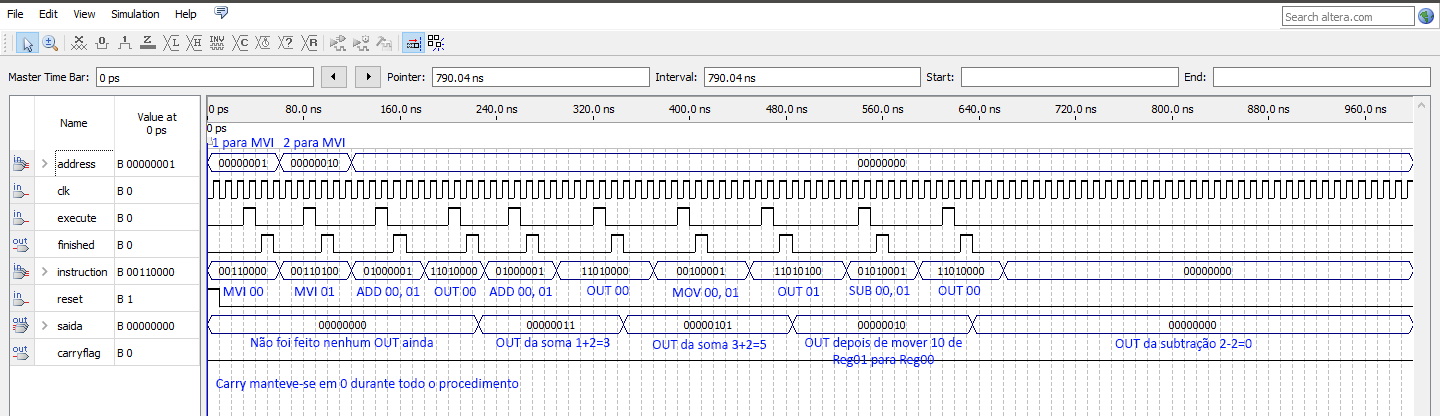 File Edit View Simulation Help
Search altera.com
Master Time Bar: 0 ps Pointer: 790.04 ns Interval: 790.04 ns Start: End:
Name Value at 0 ps
0 ps 80.0 ns 160.0 ns 240.0 ns 320.0 ns 400.0 ns 480.0 ns 560.0 ns 640.0 ns 720.0 ns 800.0 ns 880.0 ns 960.0 ns
0 ps
1 para MVI 2 para MVI
address B 00000001 00000001 00000010 00000000
clk B 0
execute B 0
finished B 0
instruction B 00110000 00110000 00110100 01000001 11010000 01000001 11010000 00100001 11010100 01010001 11010000 00000000
MVI 00 MVI 01 ADD 00, 01 OUT 00 ADD 00, 01 OUT 00 MOV 00, 01 OUT 01 SUB 00, 01 OUT 00
reset B 1
saida B 00000000 00000000 00000011 00000101 00000010 00000000
Não foi feito nenhum OUT ainda OUT da soma 1+2=3 OUT da soma 3+2=5 OUT depois de mover 10 de OUT da subtração 2-2=0
carryflag B 0 Reg01 para Reg00
Carry manteve-se em 0 durante todo o procedimento